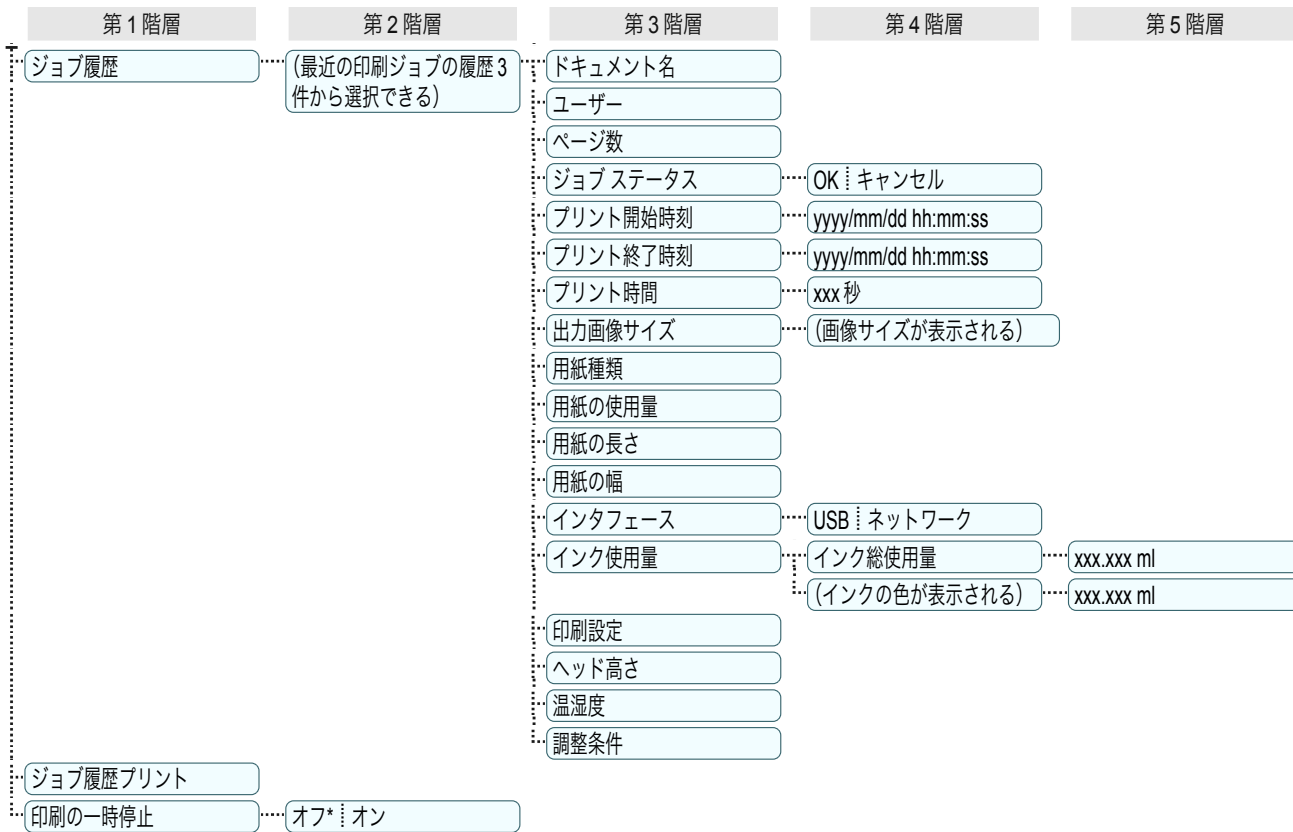 第1階層 第2階層 第3階層 第4階層 第5階層
ジョブ履歴 (最近の印刷ジョブの履歴3 ドキュメント名
件から選択できる)
ユーザー
ページ数
ジョブ ステータス OK┊キャンセル
プリント開始時刻 yyyy/mm/dd hh:mm:ss
プリント終了時刻 yyyy/mm/dd hh:mm:ss
プリント時間 xxx 秒
出力画像サイズ (画像サイズが表示される)
用紙種類
用紙の使用量
用紙の長さ
用紙の幅
インタフェース USB┊ネットワーク
インク使用量 インク総使用量 xxx.xxx ml
(インクの色が表示される) xxx.xxx ml
印刷設定
ヘッド高さ
温湿度
調整条件
ジョブ履歴プリント
印刷の一時停止 オフ*┊オン